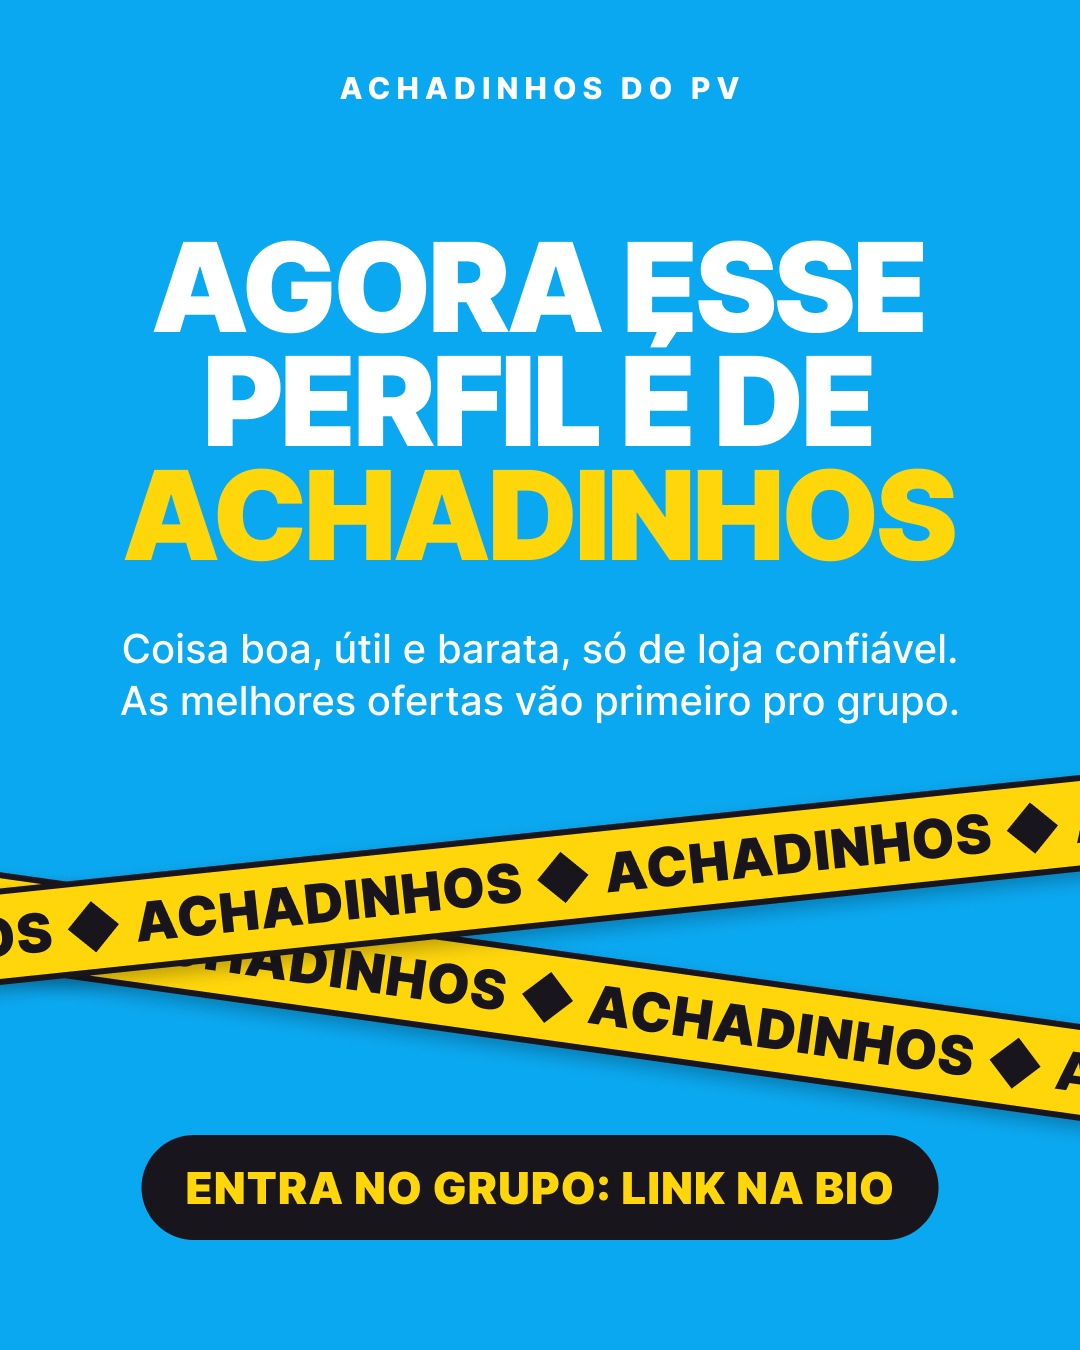 ACHADINHOS DO PV
AGORA ESSE
PERFIL É DE
ACHADINHOS
Coisa boa, útil e barata, só de loja confiável.
As melhores ofertas vão primeiro pro grupo.
OS ◆ ACHADINHOS ◆ ACHADINHOS ◆
ACHADINHOS ◆ ACHADINHOS ◆ A
ENTRA NO GRUPO: LINK NA BIO